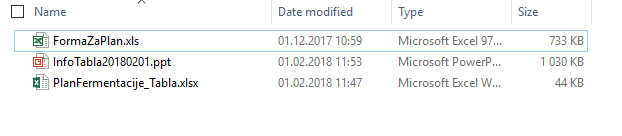 Name Date modified Type Size
FormaZaPlan.xls 01.12.2017 10:59 Microsoft Excel 97... 733 KB
InfoTabla20180201.ppt 01.02.2018 11:53 Microsoft PowerP... 1 030 KB
PlanFermentacije_Tabla.xlsx 01.02.2018 11:47 Microsoft Excel W... 44 KB